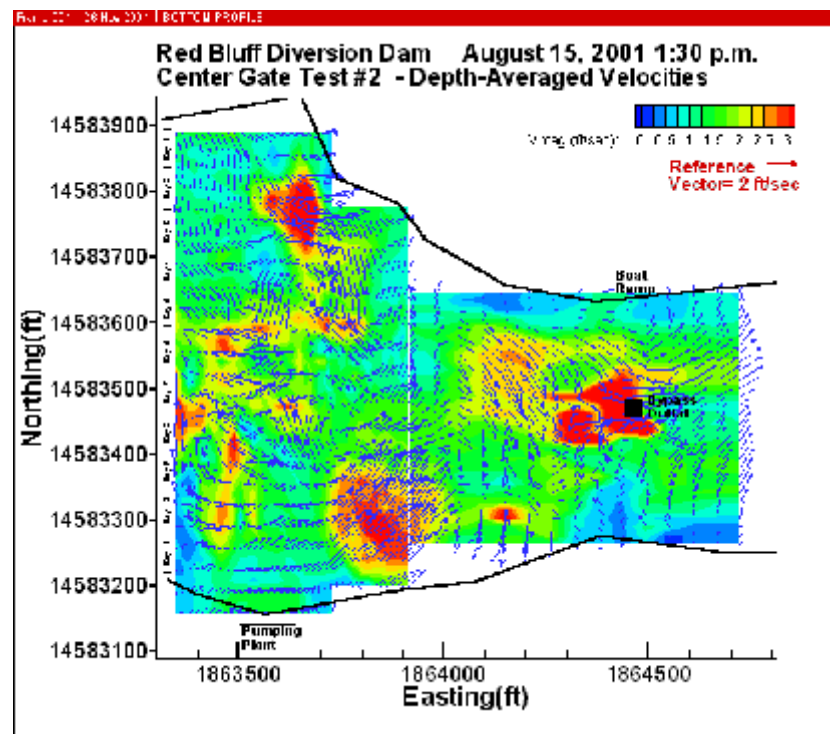 BOTTOM PROFILE
Red Bluff Diversion Dam August 15, 2001 1:30 p.m.
Center Gate Test #2 - Depth-Averaged Velocities
14583900
14583800
14583700
14583600
14583500
14583400
14583300
14583200
14583100
Northing(ft)
Reference
Vector= 2 ft/sec
Boat
Ramp
Bypass
Pumping
Plant
1863500 1864000 1864500
Easting(ft)